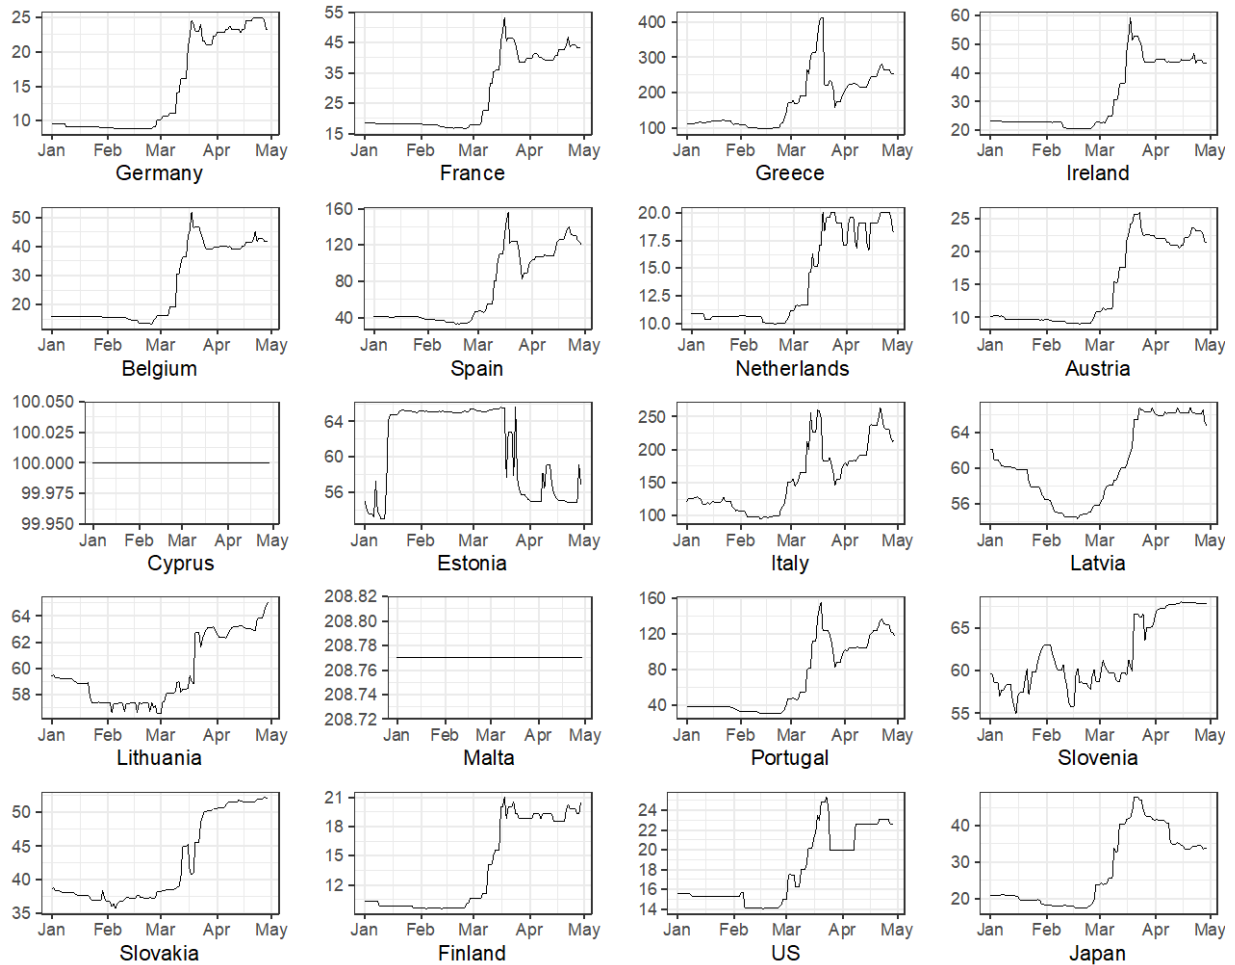 25
20
15
10
Jan Feb Mar Apr May
Germany
55
45
35
25
15
Jan Feb Mar Apr May
France
400
300
200
100
Jan Feb Mar Apr May
Greece
60
50
40
30
20
Jan Feb Mar Apr May
Ireland
50
40
30
20
Jan Feb Mar Apr May
Belgium
160
120
80
40
Jan Feb Mar Apr May
Spain
20.0
17.5
15.0
12.5
10.0
Jan Feb Mar Apr May
Netherlands
25
20
15
10
Jan Feb Mar Apr May
Austria
100.050
100.025
100.000
99.975
99.950
Jan Feb Mar Apr May
Cyprus
64
60
56
Jan Feb Mar Apr May
Estonia
250
200
150
100
Jan Feb Mar Apr May
Italy
64
60
56
Jan Feb Mar Apr May
Latvia
64
62
60
58
Jan Feb Mar Apr May
Lithuania
208.82
208.80
208.78
208.76
208.74
208.72
Jan Feb Mar Apr May
Malta
160
120
80
40
Jan Feb Mar Apr May
Portugal
65
60
55
Jan Feb Mar Apr May
Slovenia
50
45
40
35
Jan Feb Mar Apr May
Slovakia
21
18
15
12
Jan Feb Mar Apr May
Finland
24
22
20
18
16
14
Jan Feb Mar Apr May
US
40
30
20
Jan Feb Mar Apr May
Japan